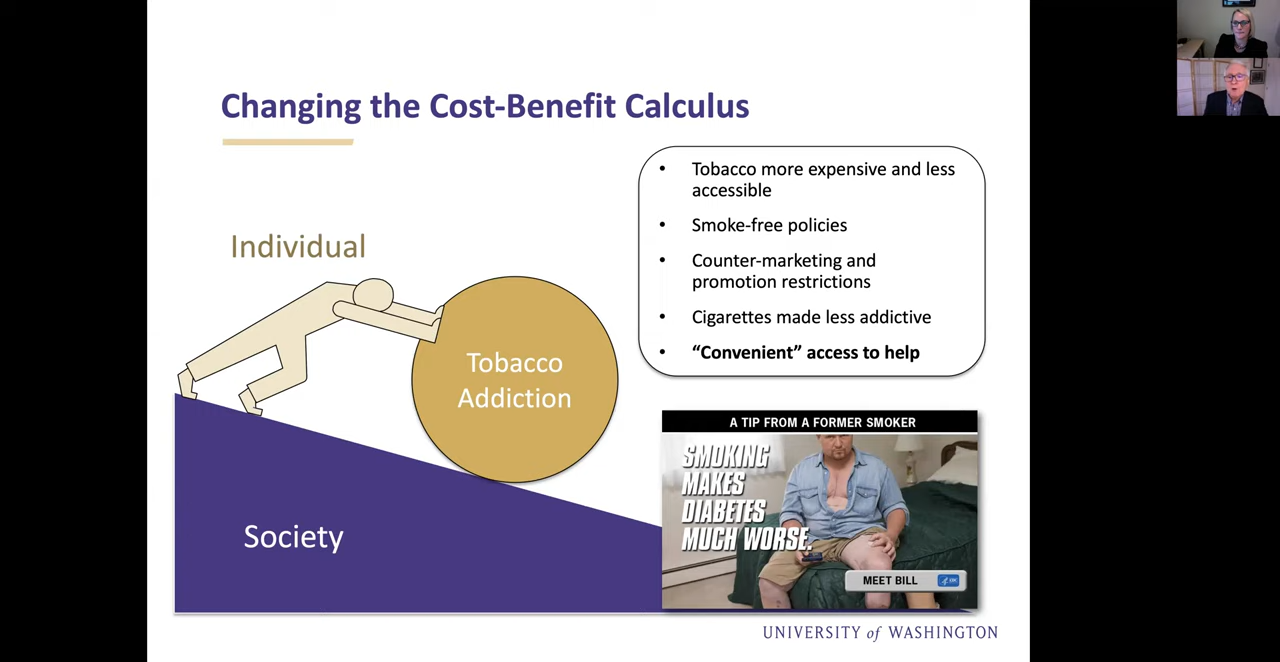 Changing the Cost-Benefit Calculus
• Tobacco more expensive and less
accessible
• Smoke-free policies
• Counter-marketing and
promotion restrictions
• Cigarettes made less addictive
• “Convenient” access to help
Individual
Tobacco
Addiction
Society
A TIP FROM A FORMER SMOKER
SMOKING
MAKES
DIABETES
MUCH WORSE.
MEET BILL
CDC
UNIVERSITY of WASHINGTON